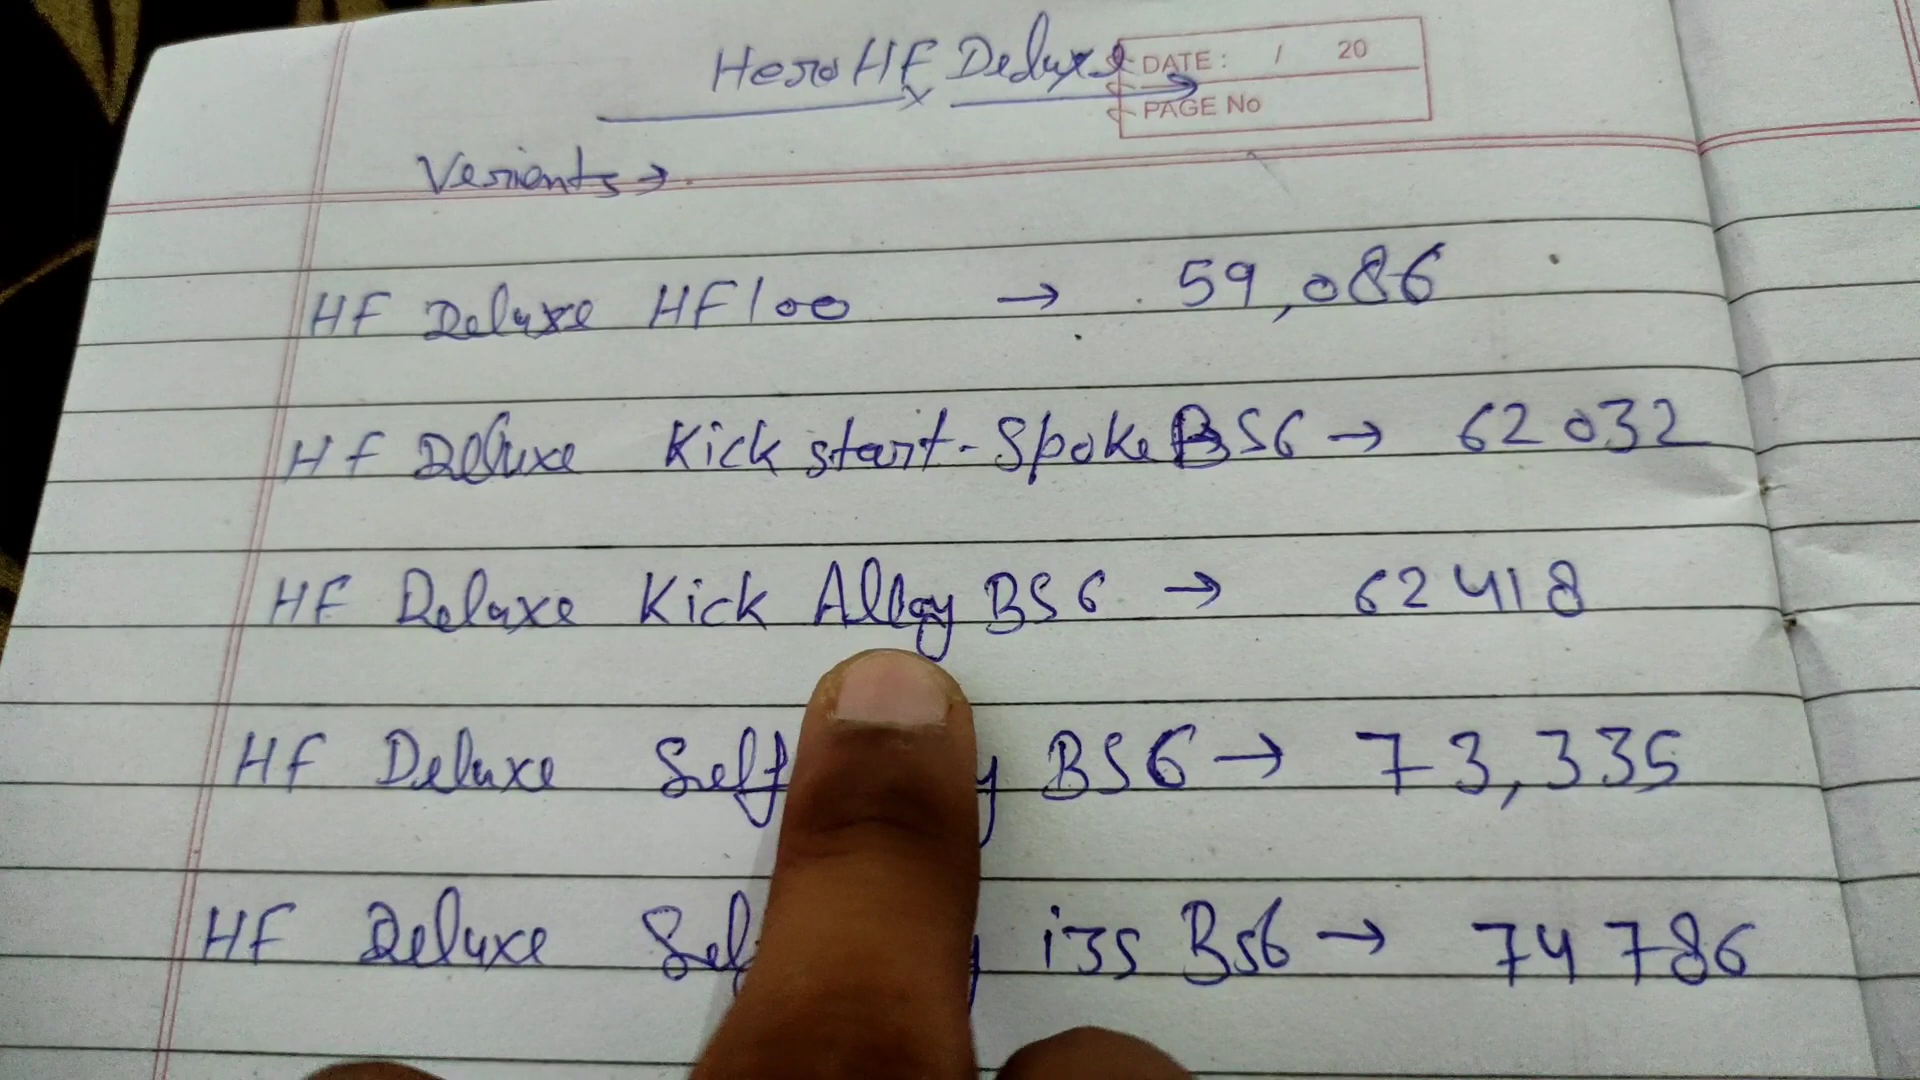 Hero HF Deluxe
DATE: / 20
PAGE No
Verients →
HF Deluxe HF100 → 59,086
HF Deluxe Kick start-Spoke BS6 → 62032
HF Deluxe Kick Alloy BS6 → 62418
HF Deluxe Self BS6 → 73,335
HF Deluxe i3S BS6 → 74786